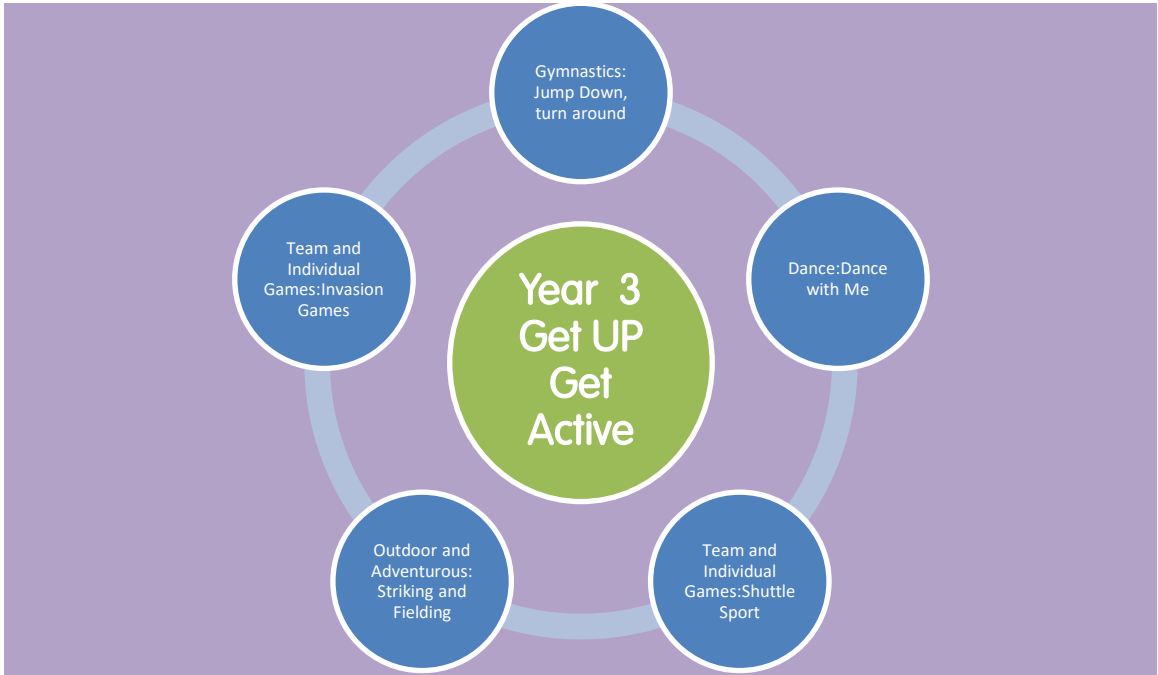 Gymnastics:
Jump Down,
turn around
Dance:Dance
with Me
Team and
Individual
Games:Shuttle
Sport
Outdoor and
Adventurous:
Striking and
Fielding
Team and
Individual
Games:Invasion
Games
Year 3
Get UP
Get
Active